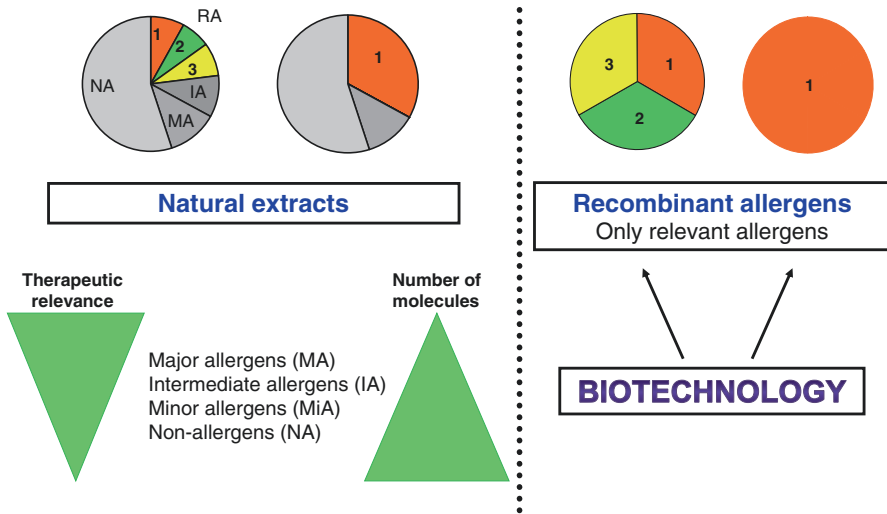 RA
1
2
3
NA
IA
MA
1
3
1
2
1
Natural extracts
Recombinant allergens
Only relevant allergens
Therapeutic
relevance
Number of
molecules
Major allergens (MA)
Intermediate allergens (IA)
Minor allergens (MiA)
Non-allergens (NA)
BIOTECHNOLOGY